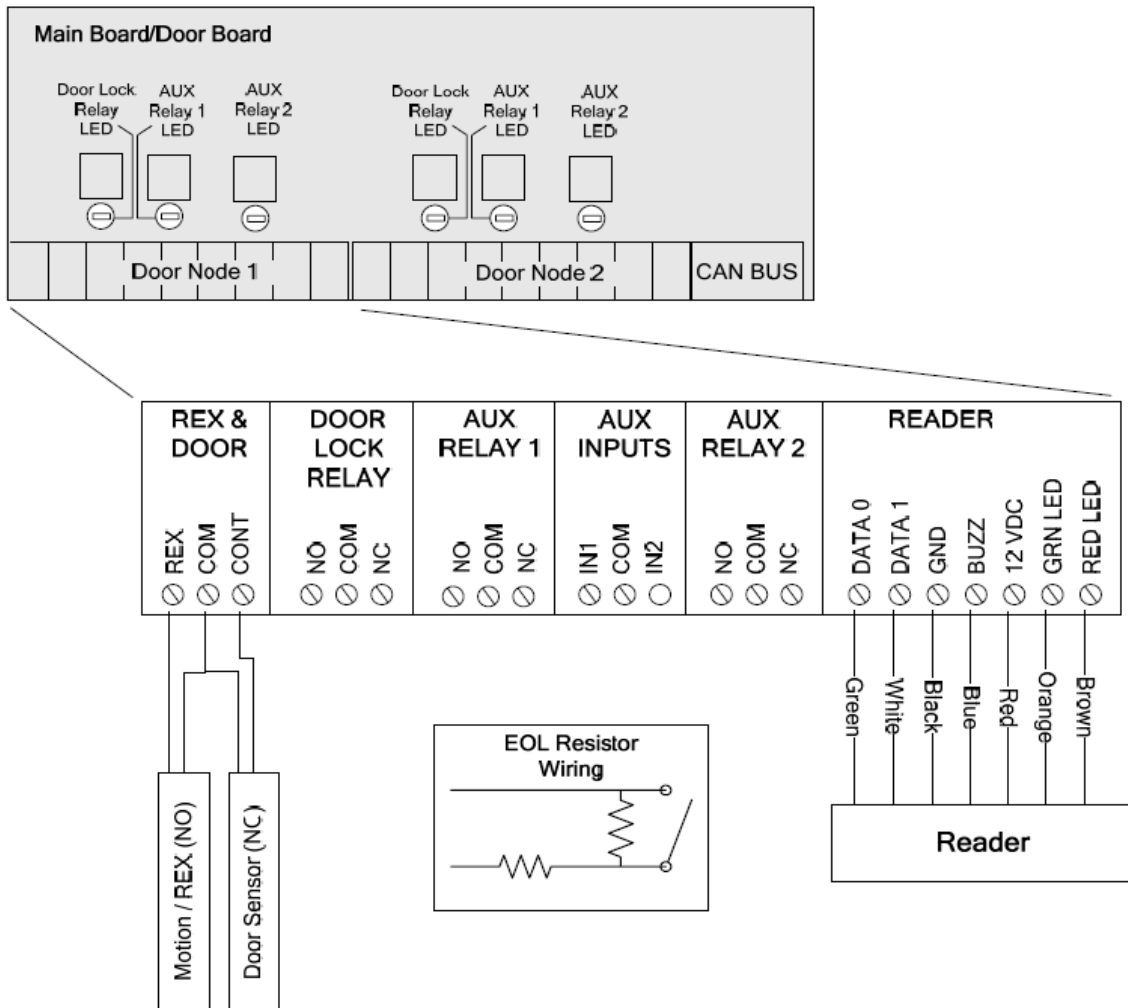 Main Board/Door Board
Door Lock
Relay
LED
AUX
Relay 1
LED
AUX
Relay 2
LED
Door Lock
Relay
LED
AUX
Relay 1
LED
AUX
Relay 2
LED
Door Node 1
Door Node 2
CAN BUS
REX &
DOOR
REX
COM
CONT
DOOR
LOCK
RELAY
NO
COM
NC
AUX
RELAY 1
NO
COM
NC
AUX
INPUTS
IN1
COM
IN2
AUX
RELAY 2
NO
COM
NC
READER
DATA 0
DATA 1
GND
BUZZ
12 VDC
GRN LED
RED LED
Green
White
Black
Blue
Red
Orange
Brown
Motion / REX (NO)
Door Sensor (NC)
EOL Resistor
Wiring
Reader